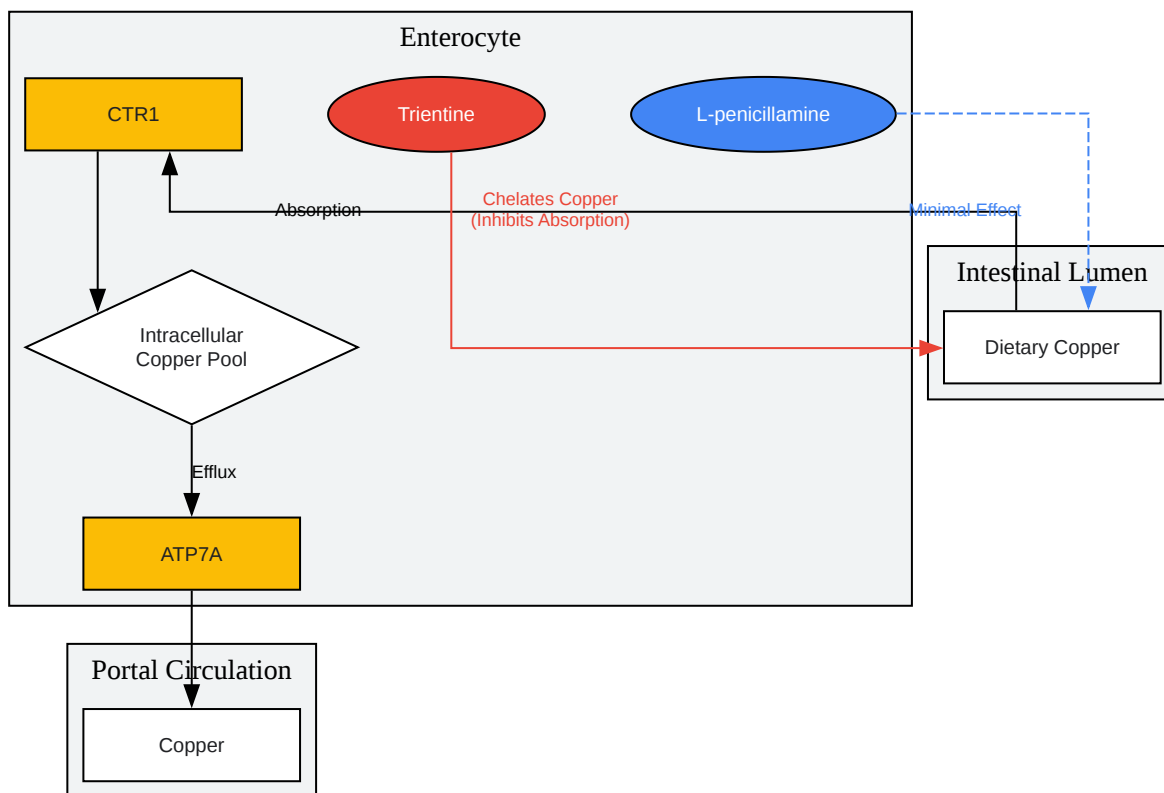 Enterocyte
CTR1
Trientine
L-penicillamine
Absorption
Chelates Copper
(Inhibits Absorption)
Minimal Effect
Intestinal Lumen
Dietary Copper
Intracellular
Copper Pool
Efflux
ATP7A
Portal Circulation
Copper